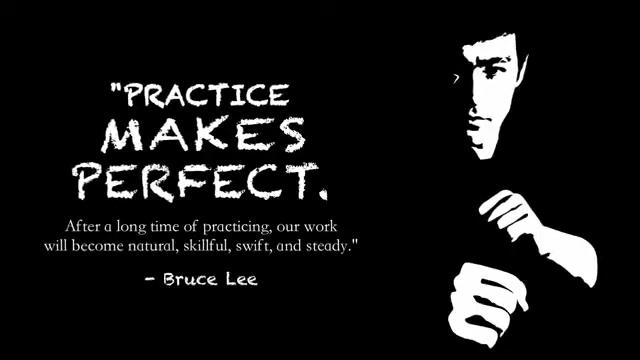 "PRACTICE
MAKES
PERFECT.
After a long time of practicing, our work
will become natural, skillful, swift, and steady."
- Bruce Lee